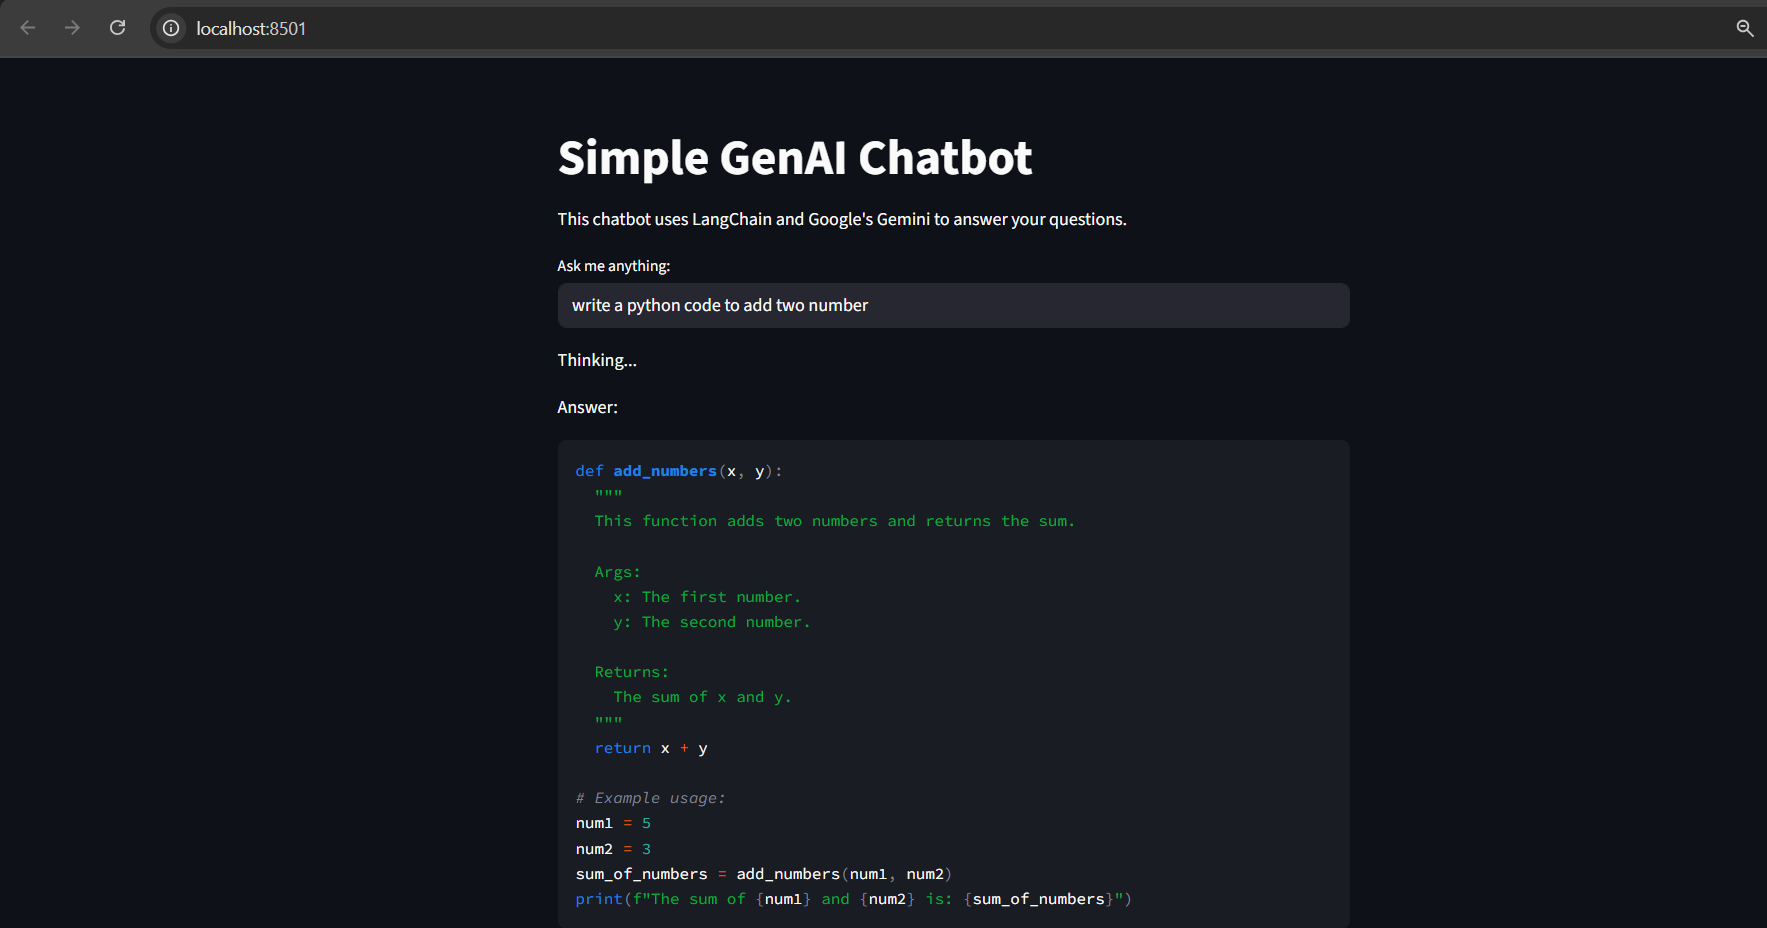 localhost:8501
Simple GenAI Chatbot
This chatbot uses LangChain and Google's Gemini to answer your questions.
Ask me anything:
write a python code to add two number
Thinking...
Answer:
def add_numbers(x, y):
  """
  This function adds two numbers and returns the sum.

  Args:
    x: The first number.
    y: The second number.

  Returns:
    The sum of x and y.
  """
  return x + y

# Example usage:
num1 = 5
num2 = 3
sum_of_numbers = add_numbers(num1, num2)
print(f"The sum of {num1} and {num2} is: {sum_of_numbers}")